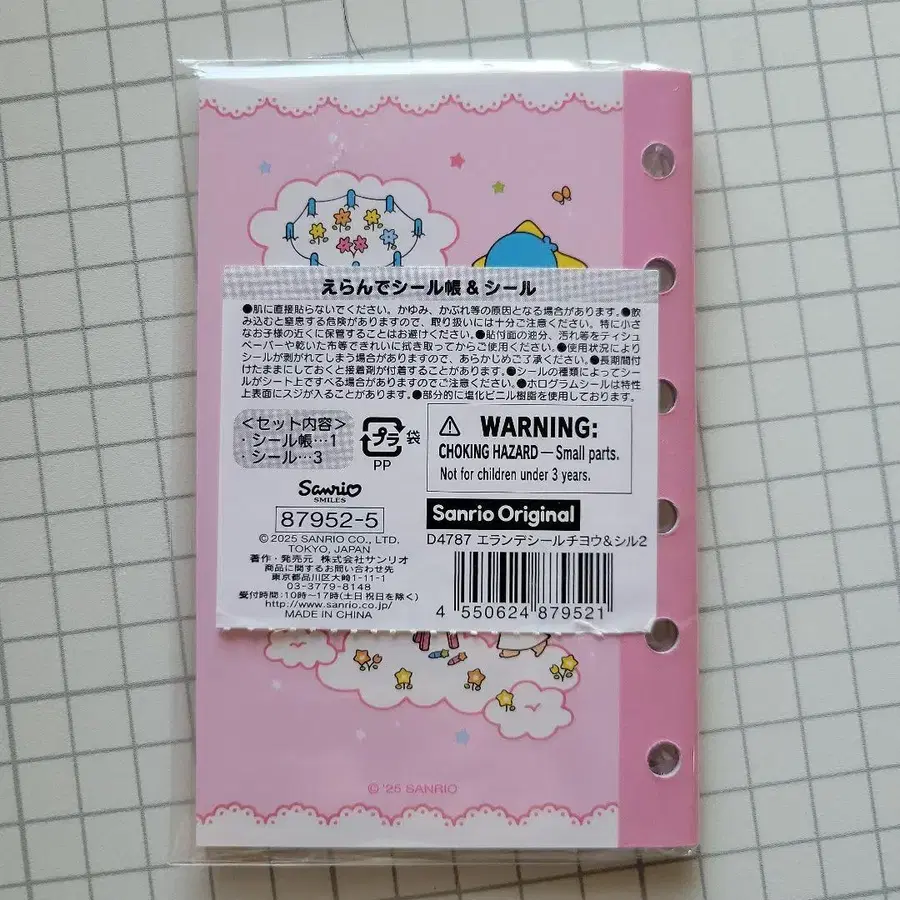 えらんでシール帳 & シール
●肌に直接貼らないでください。かゆみ、かぶれ等の原因となる場合があります。●飲
み込むと窒息する危険がありますので、取り扱いには十分ご注意ください。特に小さ
なお子様の近くに保管することはお避けください。●貼付面の油分、汚れ等をティシュ
ペーパーや乾いた布等できれいに拭き取ってからご使用ください。●使用状況により
シールが剥がれてしまう場合がありますので、あらかじめご了承ください。●長期間付
けたままにしておくと接着剤が付着することがあります。●シールの種類によってシー
ルがシート上ですべる場合がありますのでご注意ください。●ホログラムシールは特性
上表面にスジが入ることがあります。●部分的に塩化ビニル樹脂を使用しております。
<セット内容>
・シール帳…1
・シール…3
プラ 袋
PP
WARNING:
CHOKING HAZARD — Small parts.
Not for children under 3 years.
Sanrio
SMILES
87952-5
© 2025 SANRIO CO., LTD.
TOKYO, JAPAN
著作・発売元 株式会社サンリオ
商品に関するお問い合わせ先
東京都品川区大崎1-11-1
03-3779-8148
受付時間:10時〜17時(土日祝日を除く)
http://www.sanrio.co.jp/
MADE IN CHINA
Sanrio Original
D4787 エランデシールチヨウ&シル2
4 550624 879521
© '25 SANRIO